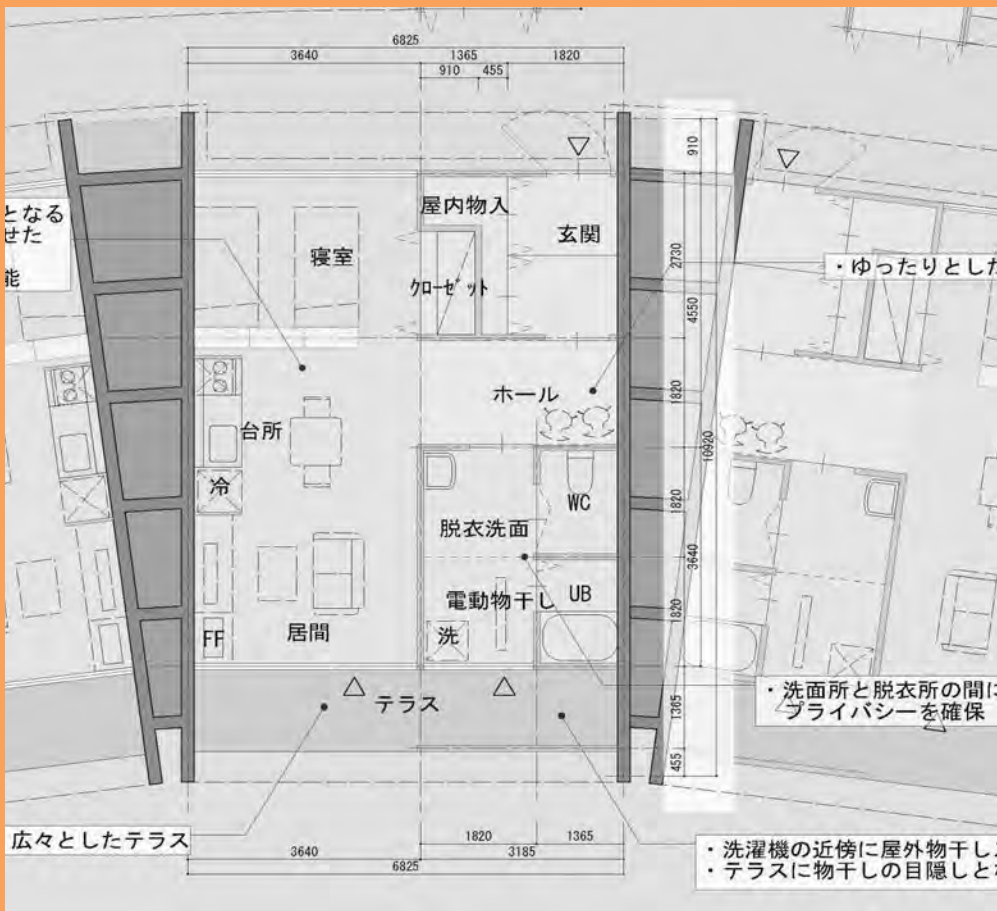 6825
3640
1365
1820
910
455
910
となる
せた
能
屋内物入
玄関
寝室
クローゼット
2730
4550
・ゆったりとした
ホール
1820
10920
台所
冷
WC
脱衣洗面
1820
3640
電動物干し
UB
1820
FF
居間
洗
テラス
1365
・洗面所と脱衣所の間に
プライバシーを確保
455
広々としたテラス
1820
1365
3640
3185
6825
・洗濯機の近傍に屋外物干し
・テラスに物干しの目隠しと